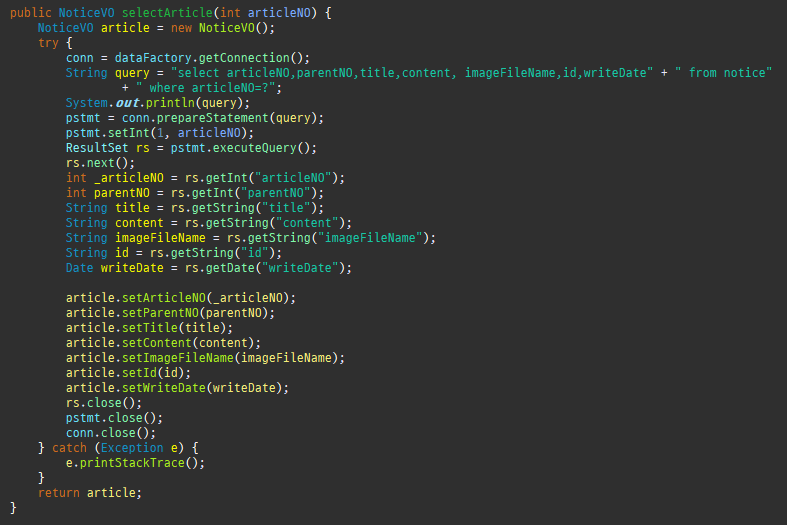 public NoticeVO selectArticle(int articleNO) {
    NoticeVO article = new NoticeVO();
    try {
        conn = dataFactory.getConnection();
        String query = "select articleNO,parentNO,title,content, imageFileName,id,writeDate" + " from notice"
                + " where articleNO=?";
        System.out.println(query);
        pstmt = conn.prepareStatement(query);
        pstmt.setInt(1, articleNO);
        ResultSet rs = pstmt.executeQuery();
        rs.next();
        int _articleNO = rs.getInt("articleNO");
        int parentNO = rs.getInt("parentNO");
        String title = rs.getString("title");
        String content = rs.getString("content");
        String imageFileName = rs.getString("imageFileName");
        String id = rs.getString("id");
        Date writeDate = rs.getDate("writeDate");

        article.setArticleNO(_articleNO);
        article.setParentNO(parentNO);
        article.setTitle(title);
        article.setContent(content);
        article.setImageFileName(imageFileName);
        article.setId(id);
        article.setWriteDate(writeDate);
        rs.close();
        pstmt.close();
        conn.close();
    } catch (Exception e) {
        e.printStackTrace();
    }
    return article;
}